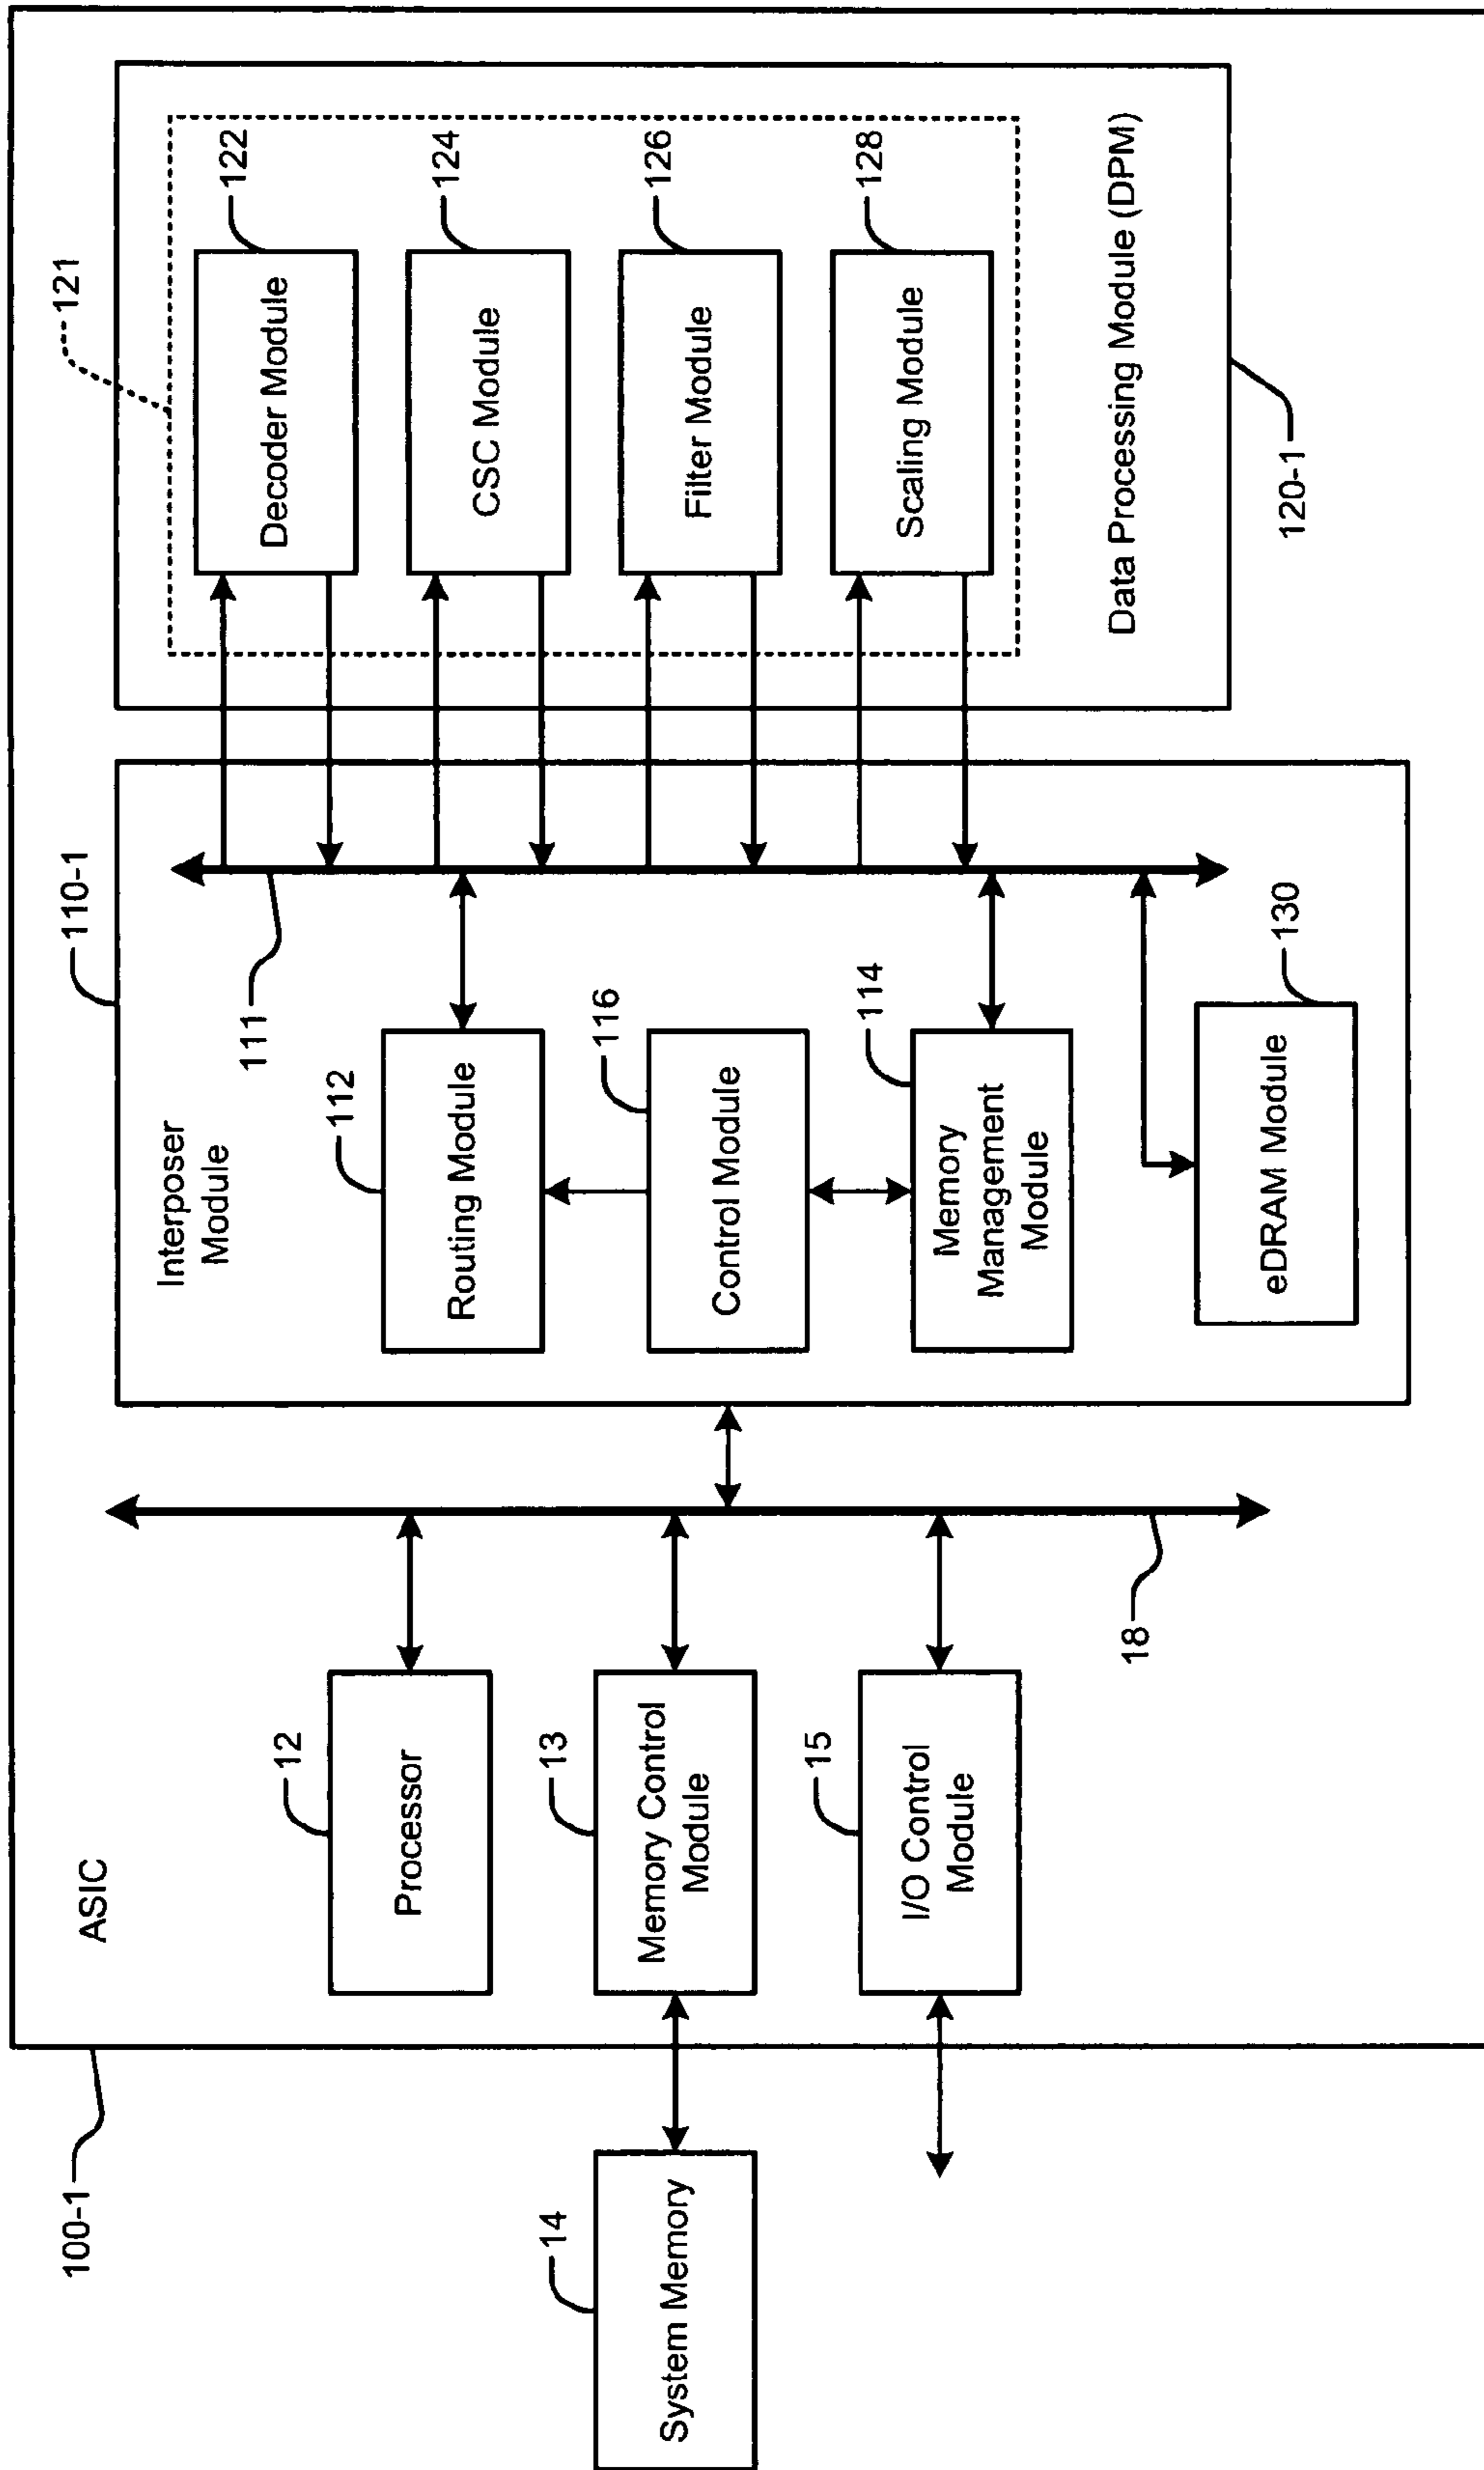 100-1
ASIC
14
System Memory
12
Processor
13
Memory Control
Module
15
I/O Control
Module
18
110-1
Interposer
Module
111
112
Routing Module
116
Control Module
114
Memory
Management
Module
130
eDRAM Module
121
122
Decoder Module
124
CSC Module
126
Filter Module
128
Scaling Module
Data Processing Module (DPM)
120-1